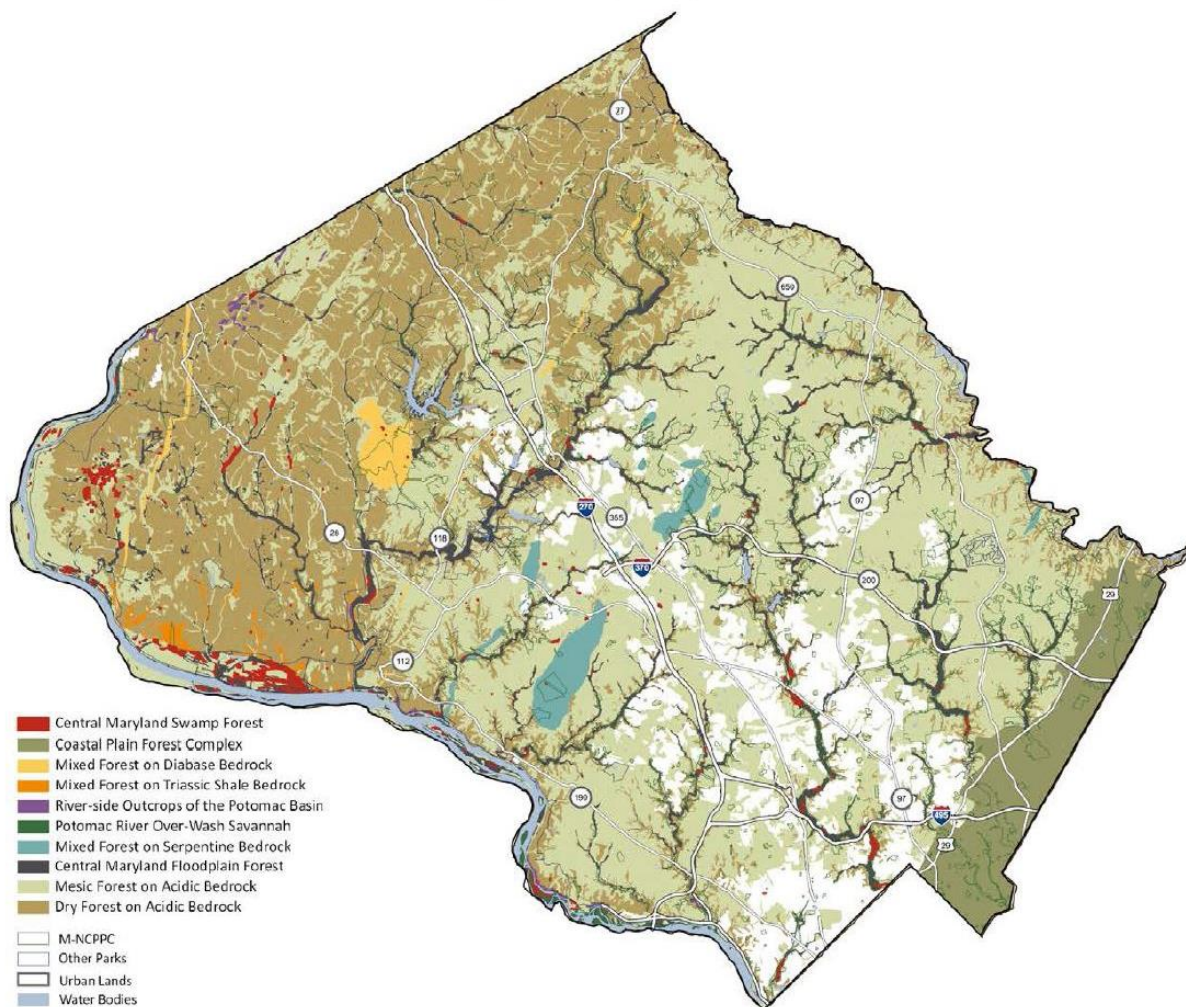 27
650
270
355
370
97
200
28
118
29
112
190
97
495
29
Central Maryland Swamp Forest
Coastal Plain Forest Complex
Mixed Forest on Diabase Bedrock
Mixed Forest on Triassic Shale Bedrock
River-side Outcrops of the Potomac Basin
Potomac River Over-Wash Savannah
Mixed Forest on Serpentine Bedrock
Central Maryland Floodplain Forest
Mesic Forest on Acidic Bedrock
Dry Forest on Acidic Bedrock
M-NCPPC
Other Parks
Urban Lands
Water Bodies